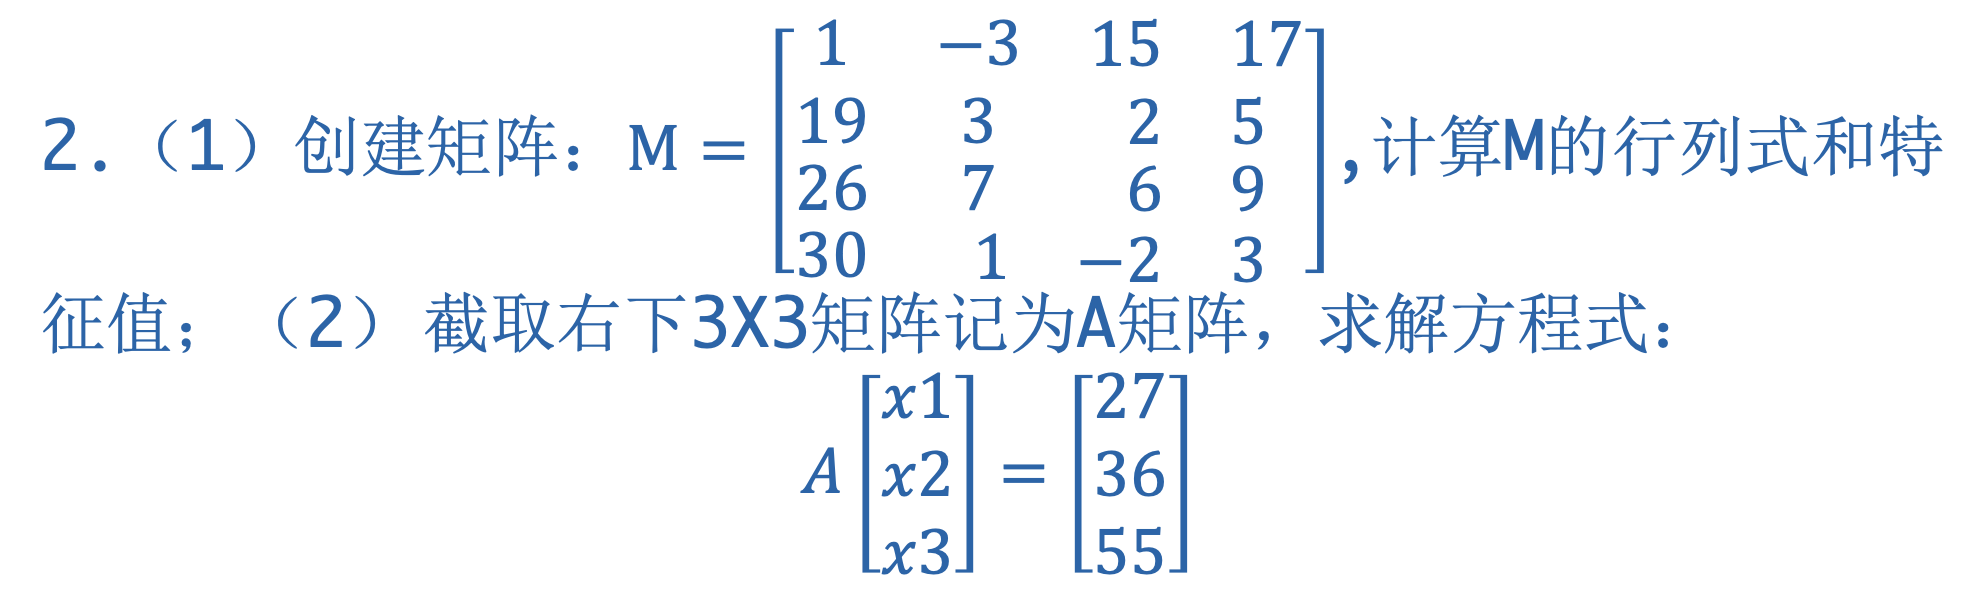 2.（1）创建矩阵：M = [1 −3 15 17
19 3 2 5
26 7 6 9
30 1 −2 3],计算M的行列式和特
征值；（2）截取右下3X3矩阵记为A矩阵，求解方程式：
A [x1 x2 x3] = [27 36 55]